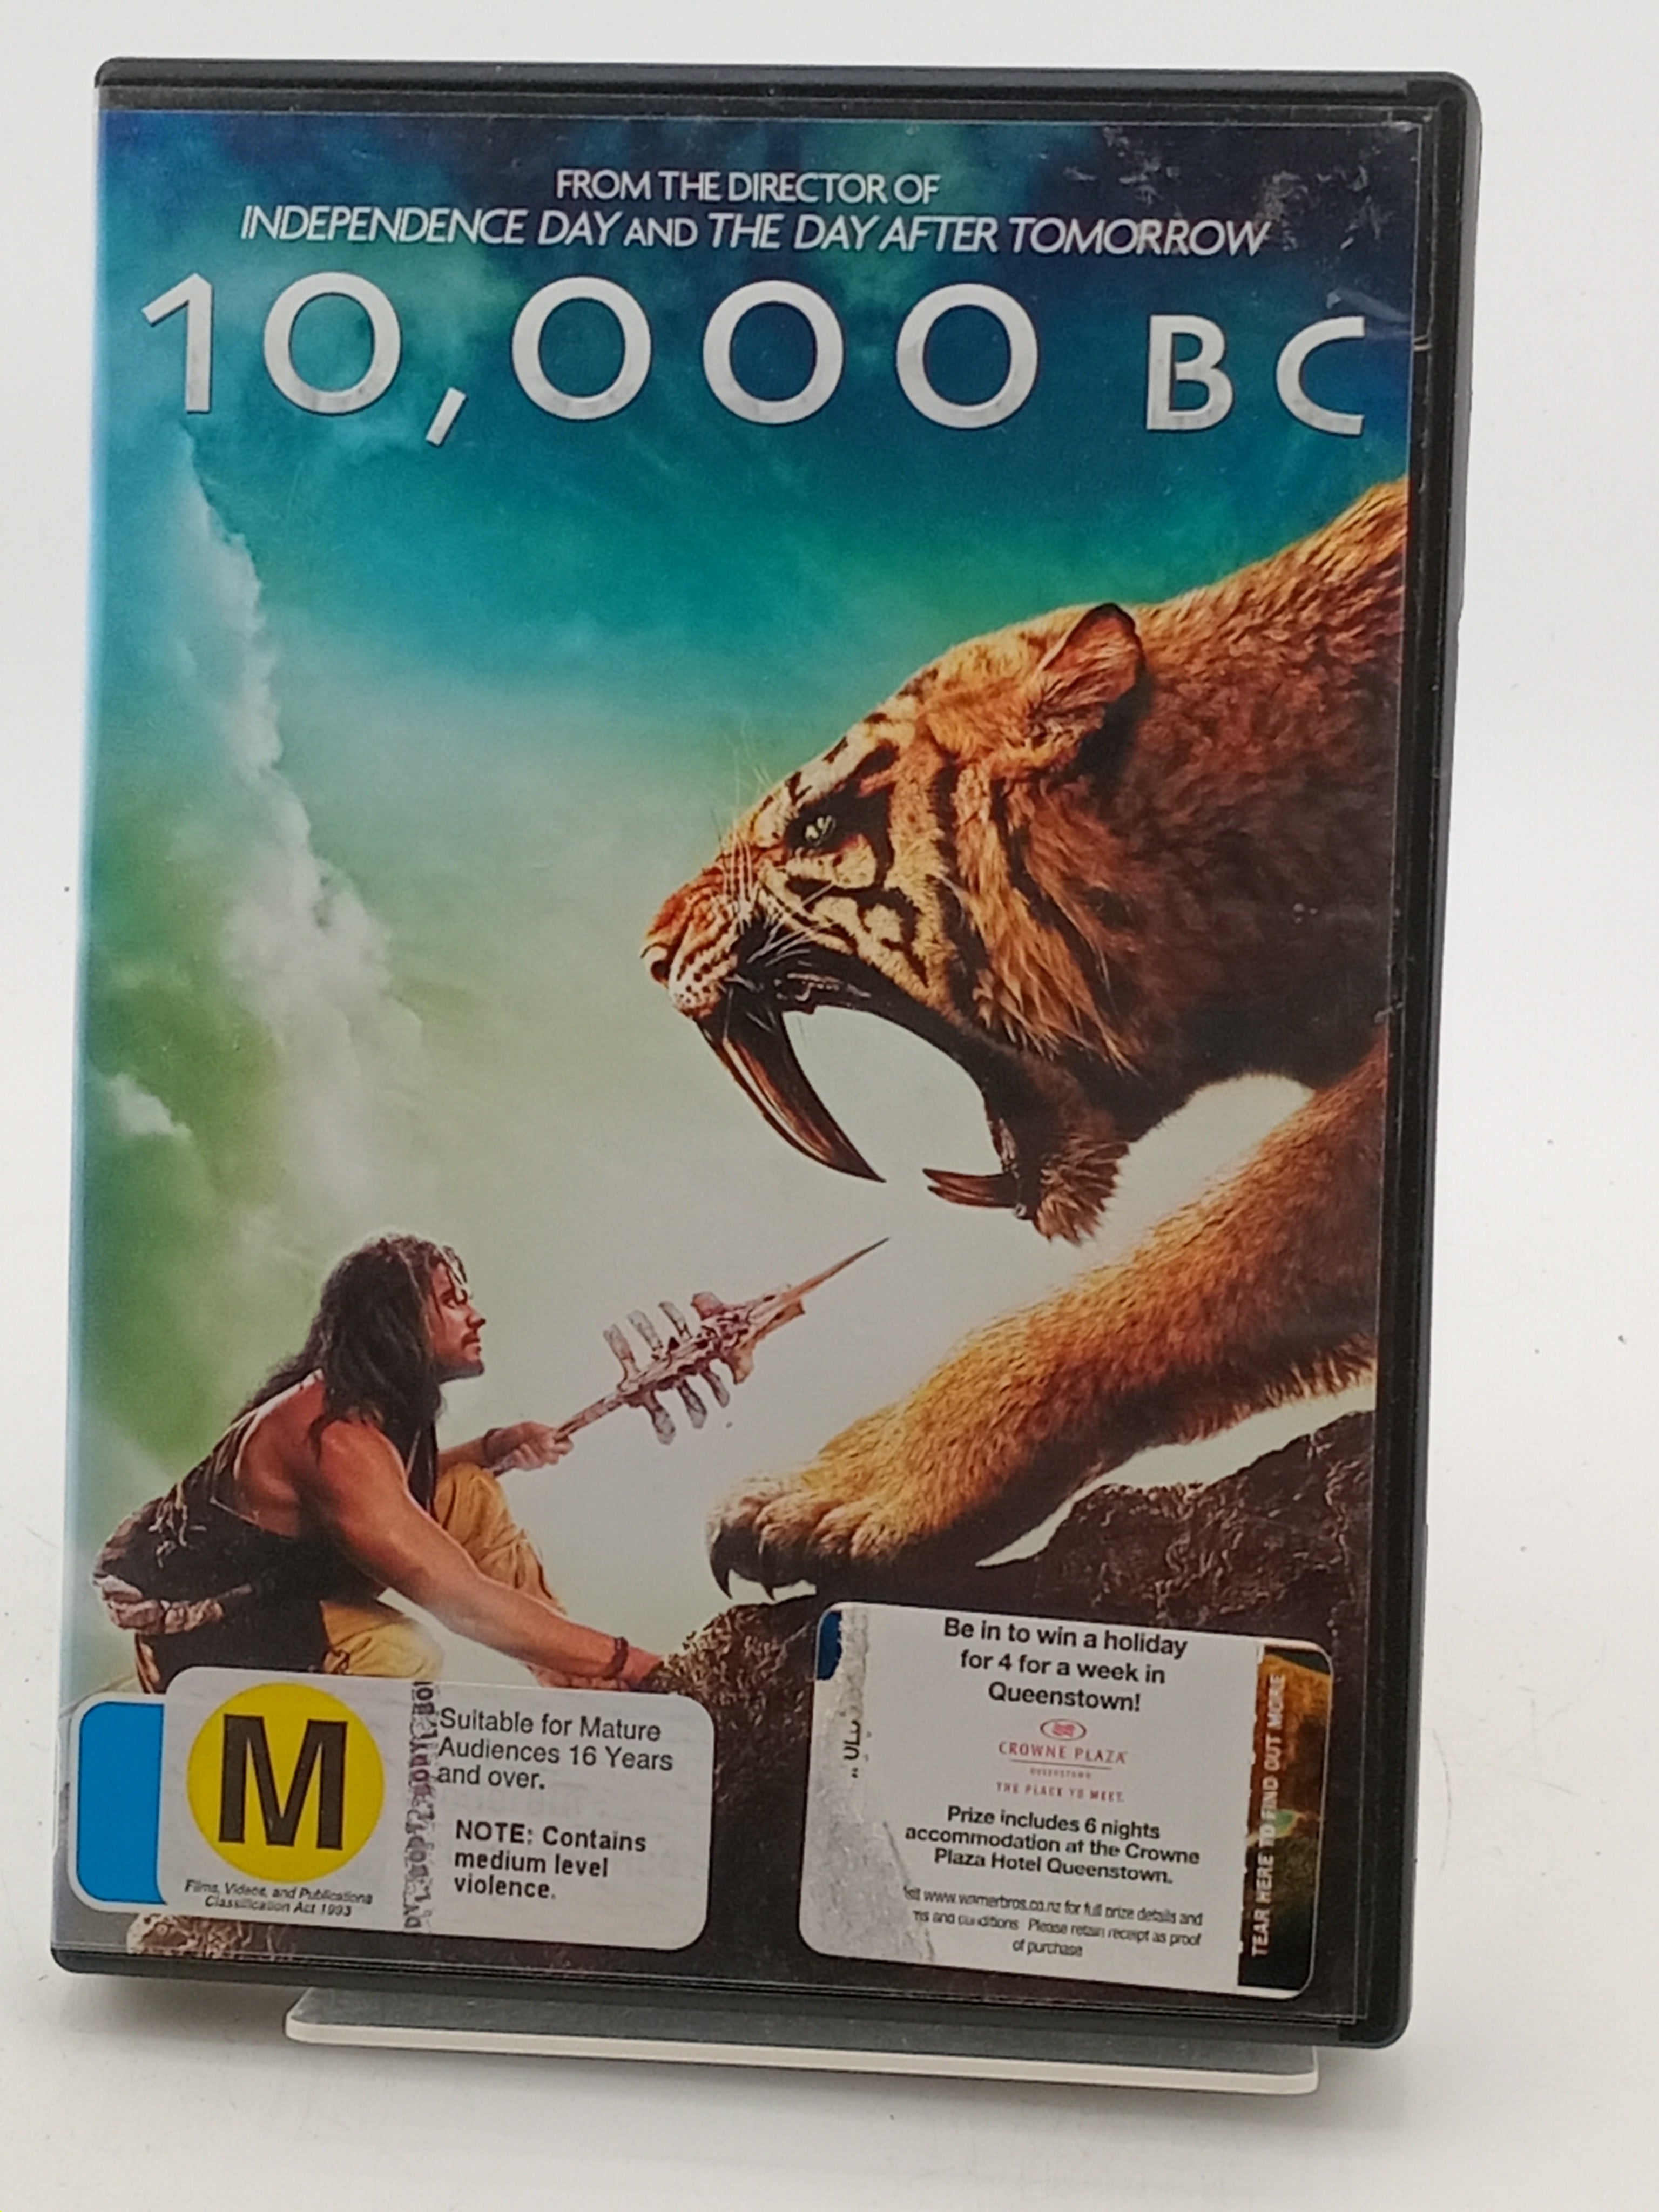 FROM THE DIRECTOR OF
INDEPENDENCE DAY AND THE DAY AFTER TOMORROW
10,000 BC
M
Films, Videos, and Publications
Classification Act 1993
Suitable for Mature
Audiences 16 Years
and over.
NOTE: Contains
medium level
violence.
Be in to win a holiday
for 4 for a week in
Queenstown!
CROWNE PLAZA
QUEENSTOWN
THE PLACE TO MEET.
Prize includes 6 nights
accommodation at the Crowne
Plaza Hotel Queenstown.
www.warnerbros.co.nz for full prize details and
and conditions Please retain receipt as proof
of purchase
TEAR HERE TO FIND OUT MORE